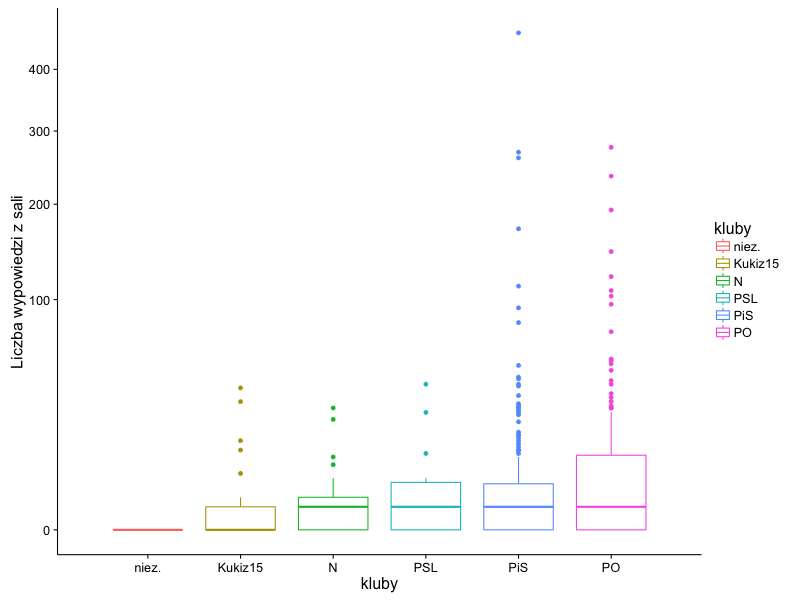 Liczba wypowiedzi z sali
400
300
200
100
0
niez.
Kukiz15
N
PSL
PiS
PO
kluby
kluby
niez.
Kukiz15
N
PSL
PiS
PO